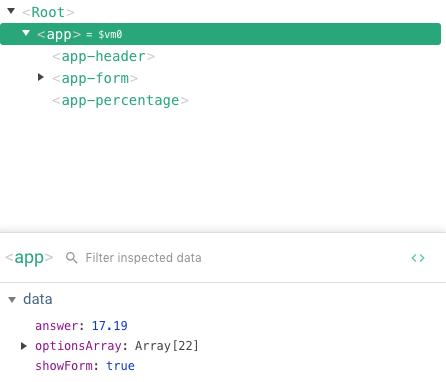 <Root>
<app> = $vm0
<app-header>
<app-form>
<app-percentage>
<app> Filter inspected data <>
data
answer: 17.19
optionsArray: Array[22]
showForm: true